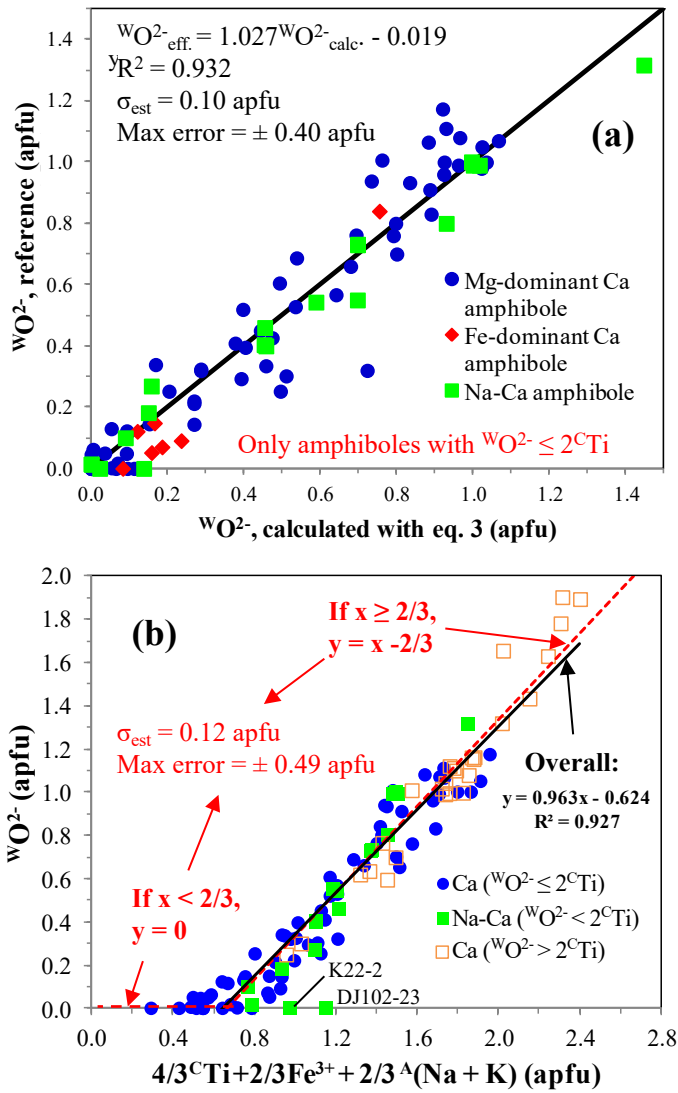 ᵂO²⁻eff. = 1.027ᵂO²⁻calc. - 0.019
ʸR² = 0.932
σest = 0.10 apfu
Max error = ± 0.40 apfu
(a)
Mg-dominant Ca
amphibole
Fe-dominant Ca
amphibole
Na-Ca amphibole
Only amphiboles with ᵂO²⁻ ≤ 2ᶜTi
ᵂO²⁻, reference (apfu)
1.4
1.2
1.0
0.8
0.6
0.4
0.2
0.0
0.0 0.2 0.4 0.6 0.8 1.0 1.2 1.4
ᵂO²⁻, calculated with eq. 3 (apfu)
(b)
If x ≥ 2/3,
y = x -2/3
σest = 0.12 apfu
Max error = ± 0.49 apfu
Overall:
y = 0.963x - 0.624
R² = 0.927
If x < 2/3,
y = 0
Ca (ᵂO²⁻ ≤ 2ᶜTi)
Na-Ca (ᵂO²⁻ < 2ᶜTi)
Ca (ᵂO²⁻ > 2ᶜTi)
K22-2
DJ102-23
ᵂO²⁻ (apfu)
2.0
1.8
1.6
1.4
1.2
1.0
0.8
0.6
0.4
0.2
0.0
0.0 0.4 0.8 1.2 1.6 2.0 2.4 2.8
4/3ᶜTi+2/3Fe³⁺+2/3 ᴬ(Na + K) (apfu)